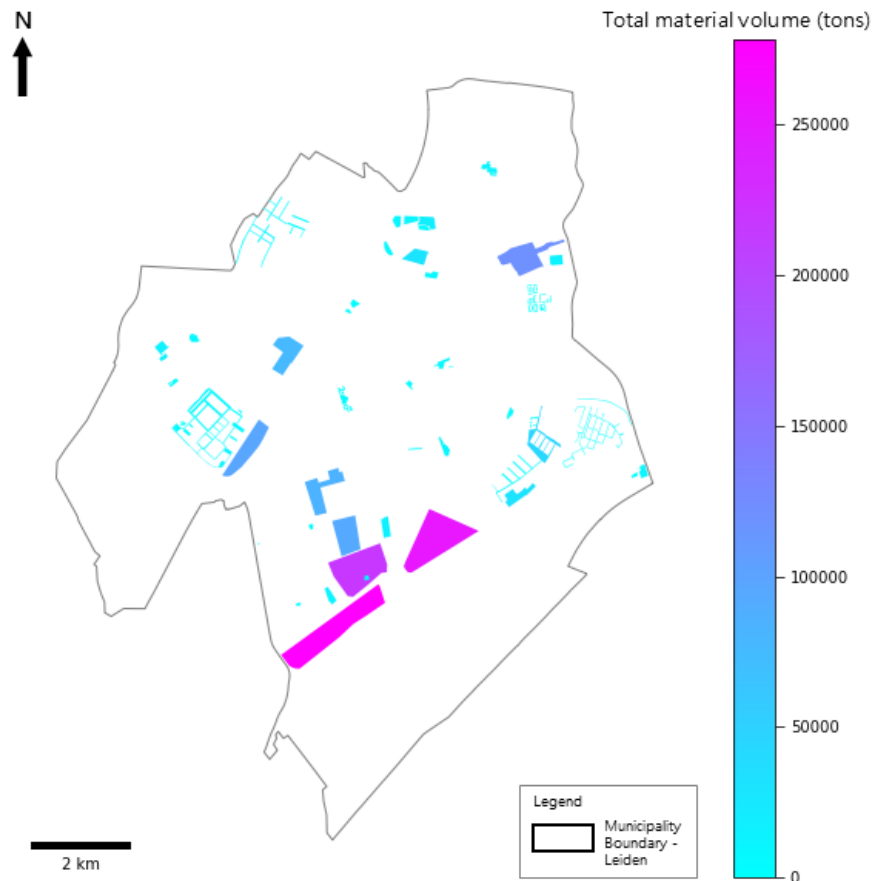 N
Total material volume (tons)
250000
200000
150000
100000
50000
0
Legend
Municipality
Boundary -
Leiden
2 km